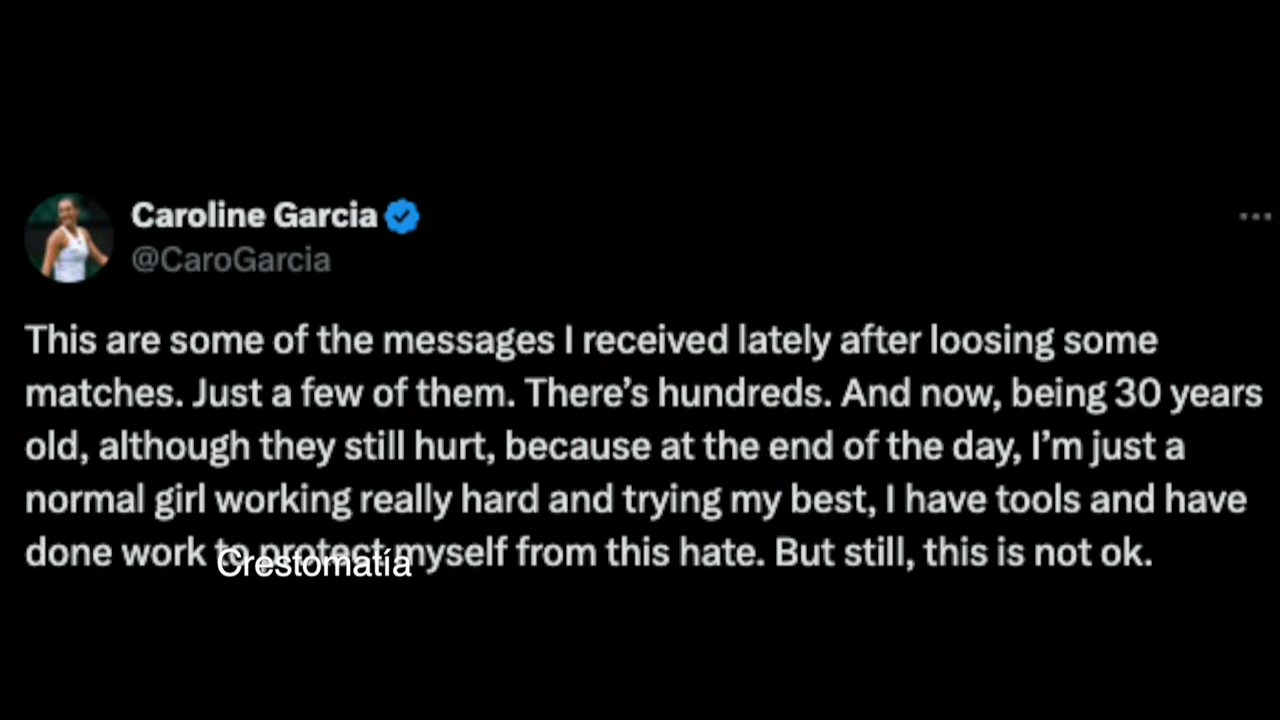 Caroline Garcia
@CaroGarcia
This are some of the messages I received lately after loosing some
matches. Just a few of them. There’s hundreds. And now, being 30 years
old, although they still hurt, because at the end of the day, I’m just a
normal girl working really hard and trying my best, I have tools and have
done work to protect myself from this hate. But still, this is not ok.
Crestomatía